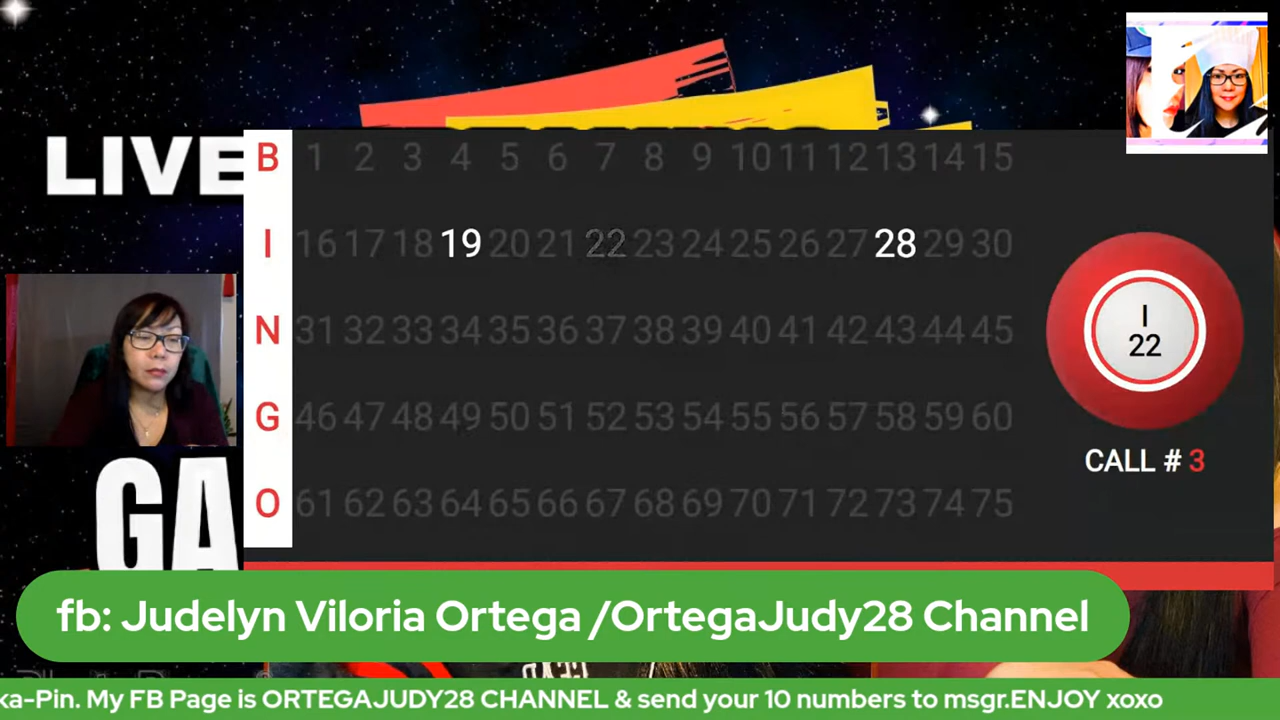 LIVE
B 1 2 3 4 5 6 7 8 9 10 11 12 13 14 15
I 16 17 18 19 20 21 22 23 24 25 26 27 28 29 30
N 31 32 33 34 35 36 37 38 39 40 41 42 43 44 45
G 46 47 48 49 50 51 52 53 54 55 56 57 58 59 60
O 61 62 63 64 65 66 67 68 69 70 71 72 73 74 75
I
22
CALL # 3
GA
fb: Judelyn Viloria Ortega /OrtegaJudy28 Channel
ka-Pin. My FB Page is ORTEGAJUDY28 CHANNEL & send your 10 numbers to msgr.ENJOY xoxo